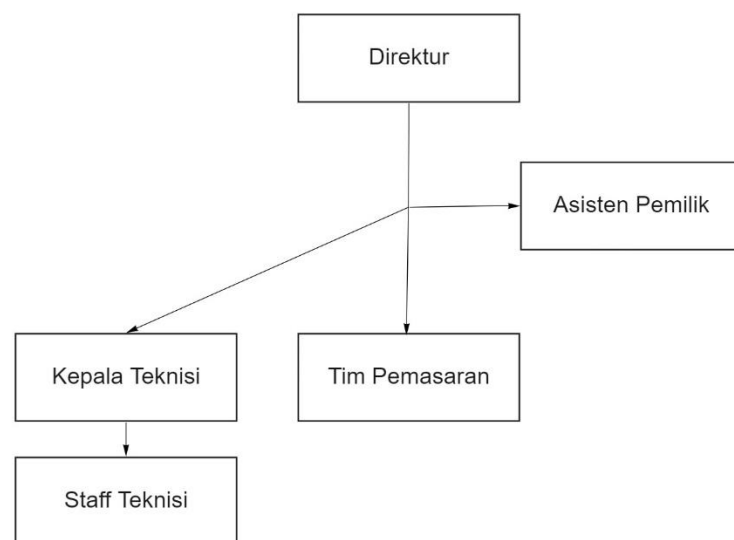 Direktur
Asisten Pemilik
Kepala Teknisi
Tim Pemasaran
Staff Teknisi